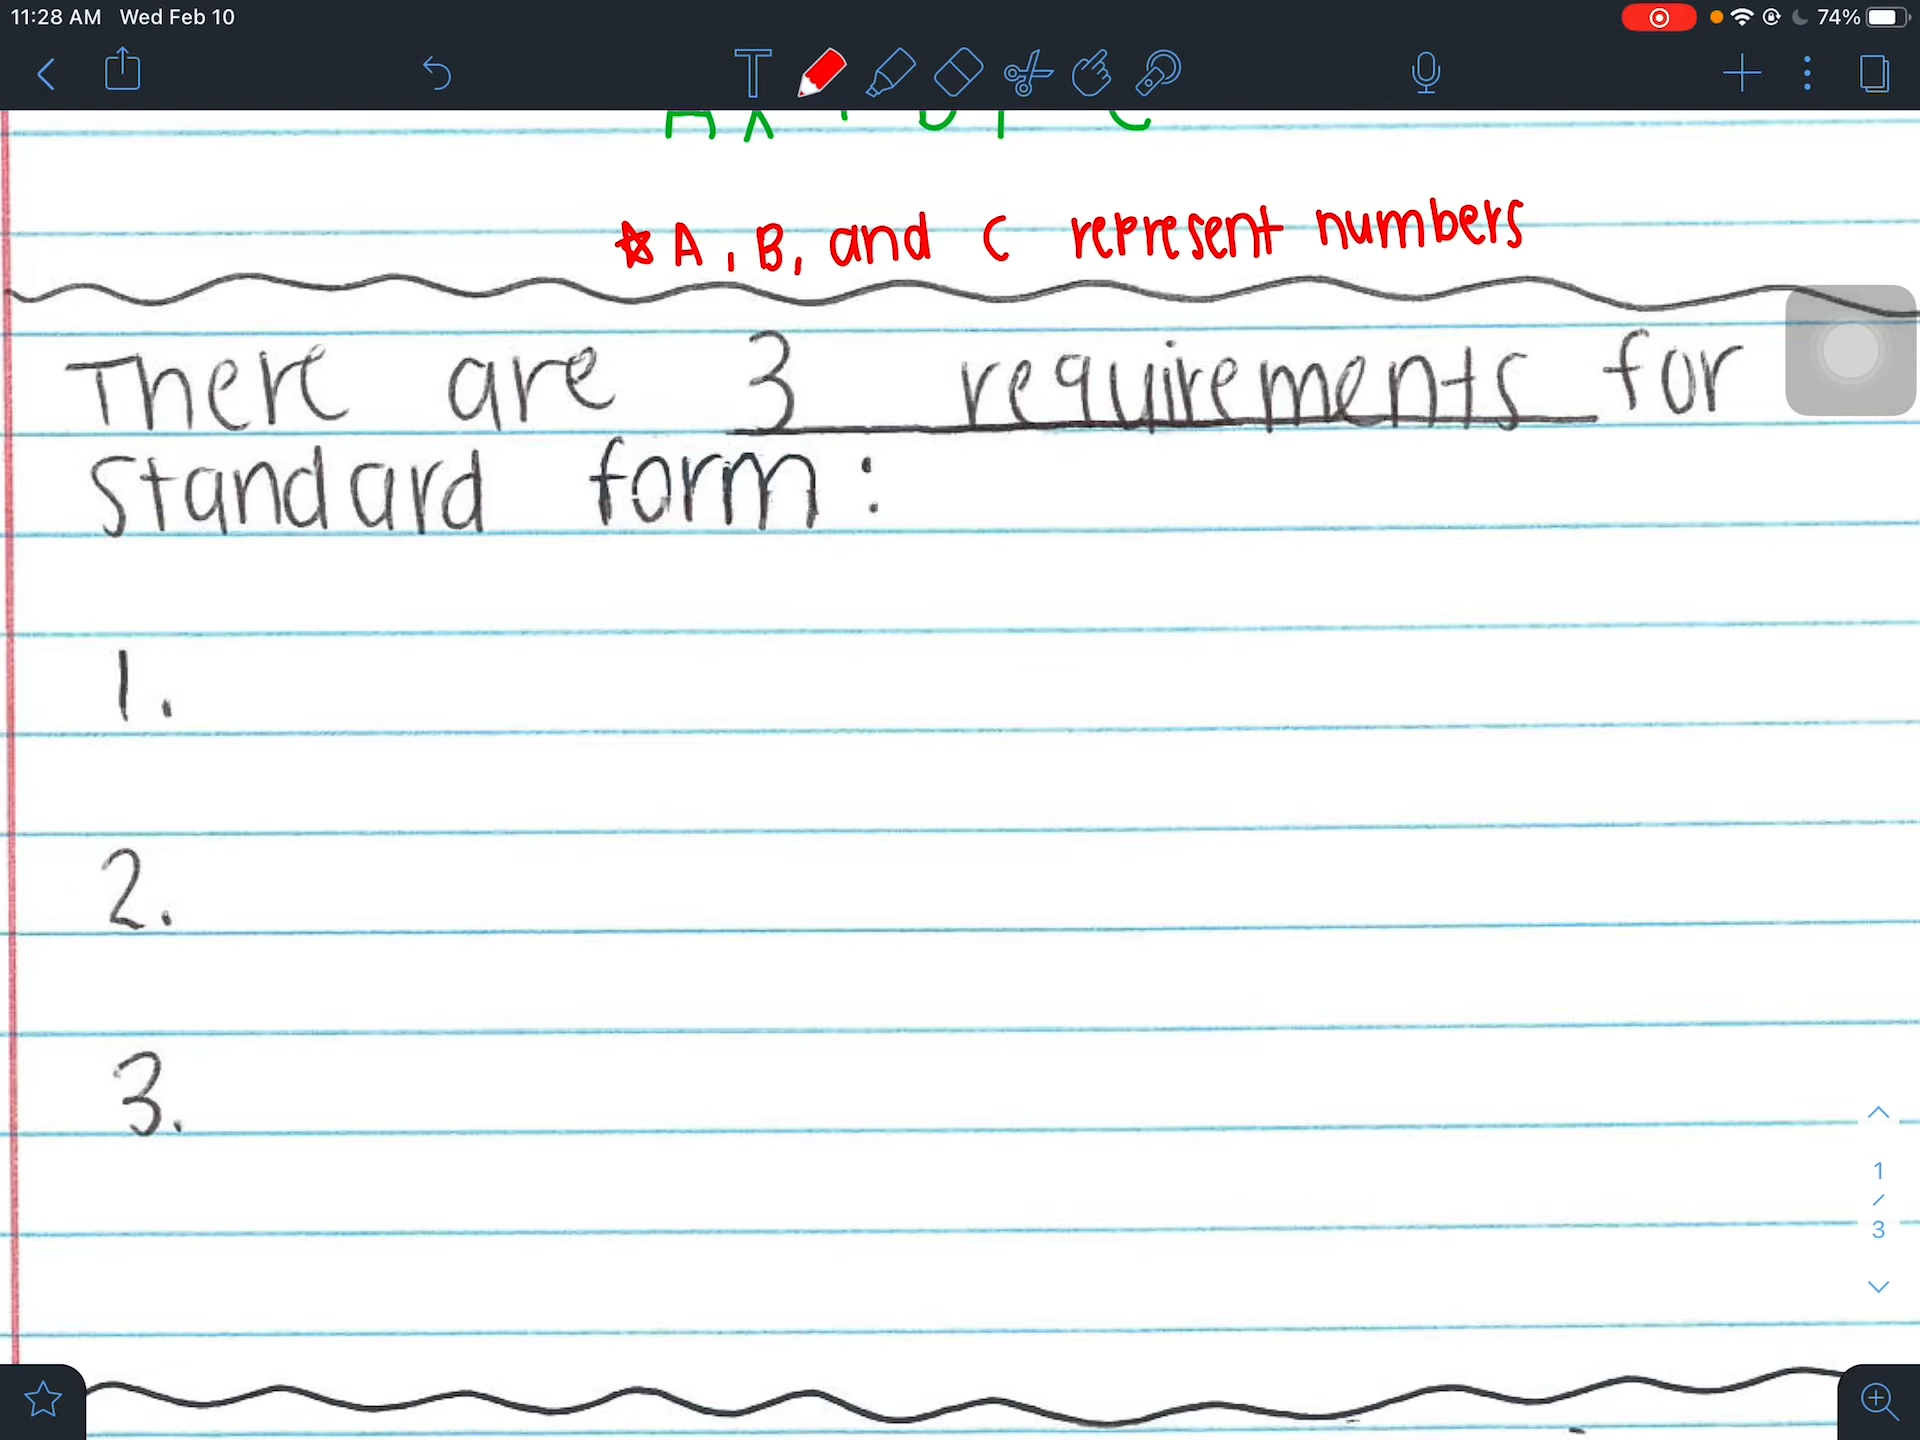 11:28 AM Wed Feb 10
74%
T
☆ A, B, and C represent numbers
There are 3 requirements for
standard form:
1.
2.
3.
1
/
3